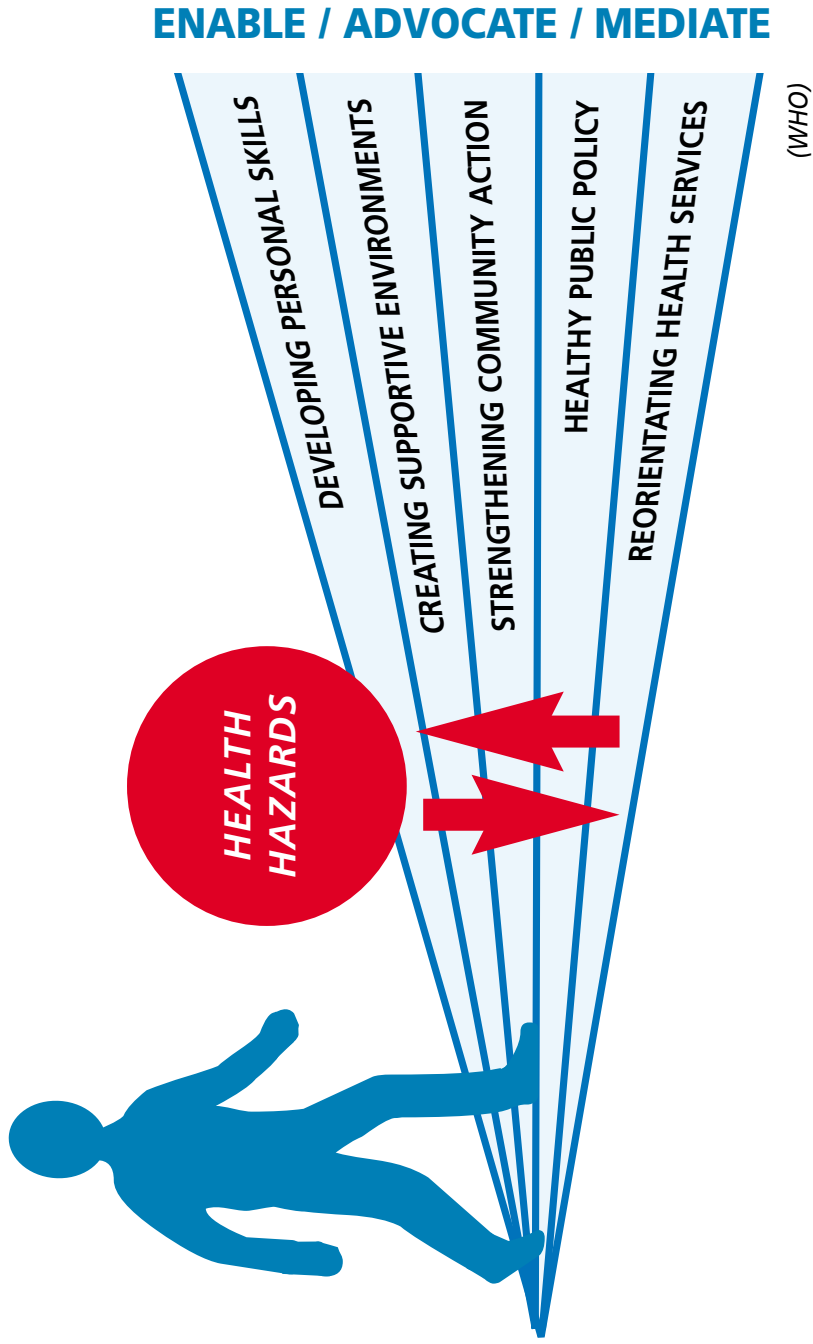 ENABLE / ADVOCATE / MEDIATE
DEVELOPING PERSONAL SKILLS
CREATING SUPPORTIVE ENVIRONMENTS
STRENGTHENING COMMUNITY ACTION
HEALTHY PUBLIC POLICY
REORIENTATING HEALTH SERVICES
HEALTH
HAZARDS
(WHO)